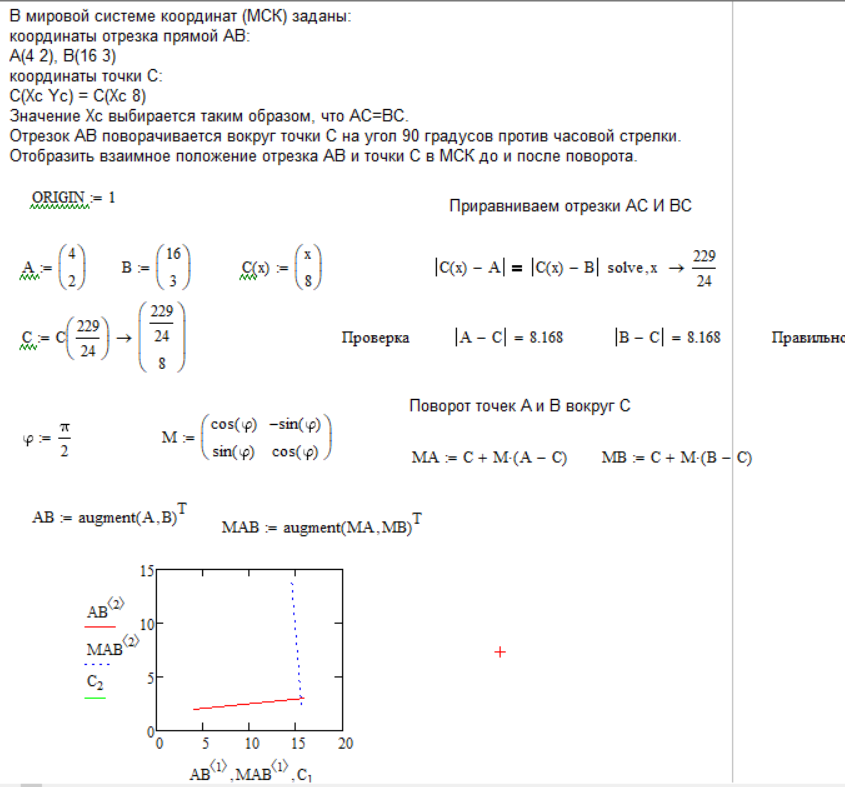 В мировой системе координат (МСК) заданы:
координаты отрезка прямой АВ:
А(4 2), В(16 3)
координаты точки С:
С(Xc Yc) = С(Xc 8)
Значение Xc выбирается таким образом, что АС=ВС.
Отрезок АВ поворачивается вокруг точки С на угол 90 градусов против часовой стрелки.
Отобразить взаимное положение отрезка АВ и точки С в МСК до и после поворота.
ORIGIN := 1
Приравниваем отрезки АС И ВС
A := (4 2) B := (16 3) C(x) := (x 8) |C(x) − A| = |C(x) − B| solve,x → 229/24
C := C(229/24) → (229/24 8) Проверка |A − C| = 8.168 |B − C| = 8.168 Правильно
Поворот точек А и В вокруг С
φ := π/2 M := (cos(φ) −sin(φ) sin(φ) cos(φ))
MA := C + M·(A − C) MB := C + M·(B − C)
AB := augment(A,B)^T MAB := augment(MA,MB)^T
15
AB^⟨2⟩
10
MAB^⟨2⟩
C₂
5
0
0 5 10 15 20
AB^⟨1⟩,MAB^⟨1⟩,C₁